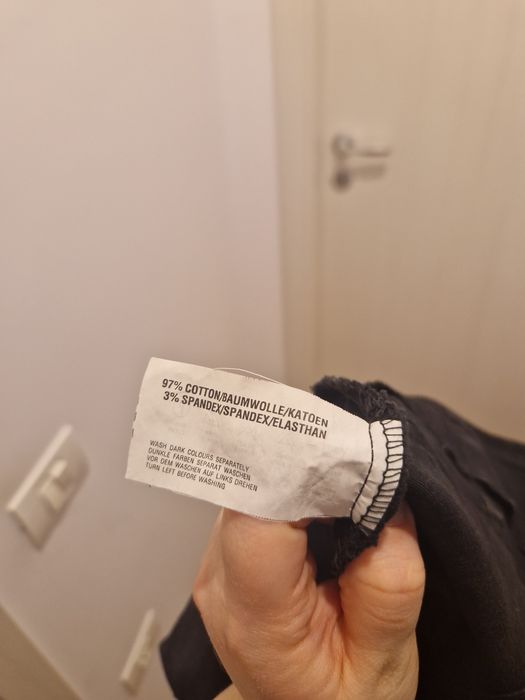 97% COTTON/BAUMWOLLE/KATOEN
3% SPANDEX/SPANDEX/ELASTHAN
WASH DARK COLOURS SEPARATELY
DUNKLE FARBEN SEPARAT WASCHEN
VOR DEM WASCHEN AUF LINKS DREHEN
TURN LEFT BEFORE WASHING